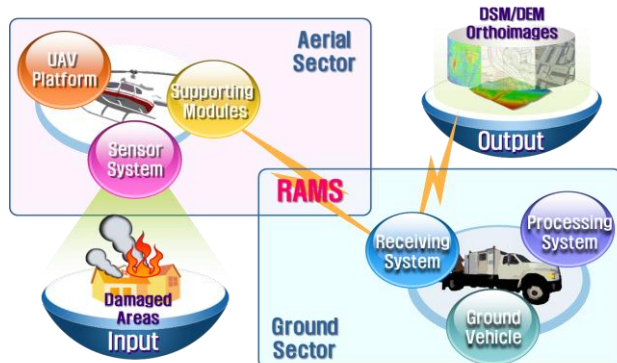 UAV
Platform
Supporting
Modules
Sensor
System
Aerial
Sector
DSM/DEM
Orthoimages
Output
RAMS
Damaged
Areas
Input
Receiving
System
Processing
System
Ground
Vehicle
Ground
Sector